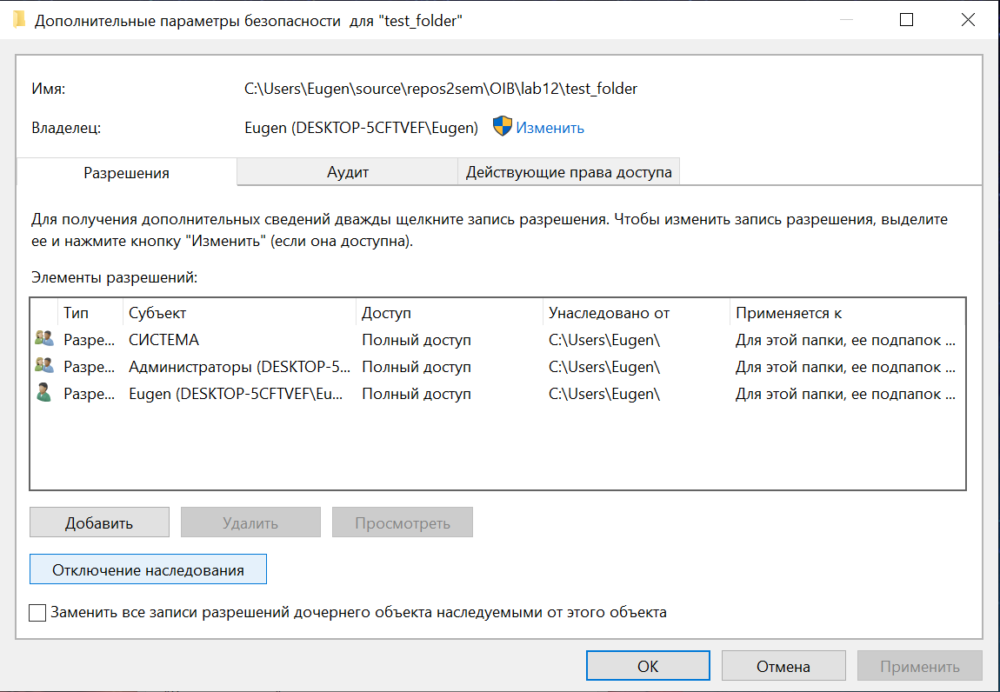 Дополнительные параметры безопасности для "test_folder"
Имя: C:\Users\Eugen\source\repos2sem\OIB\lab12\test_folder
Владелец: Eugen (DESKTOP-5CFTVEF\Eugen) Изменить
Разрешения Аудит Действующие права доступа
Для получения дополнительных сведений дважды щелкните запись разрешения. Чтобы изменить запись разрешения, выделите
ее и нажмите кнопку "Изменить" (если она доступна).
Элементы разрешений:
Тип Субъект Доступ Унаследовано от Применяется к
Разре... СИСТЕМА Полный доступ C:\Users\Eugen\ Для этой папки, ее подпапок ...
Разре... Администраторы (DESKTOP-5... Полный доступ C:\Users\Eugen\ Для этой папки, ее подпапок ...
Разре... Eugen (DESKTOP-5CFTVEF\Eu... Полный доступ C:\Users\Eugen\ Для этой папки, ее подпапок ...
Добавить Удалить Просмотреть
Отключение наследования
Заменить все записи разрешений дочернего объекта наследуемыми от этого объекта
ОК Отмена Применить